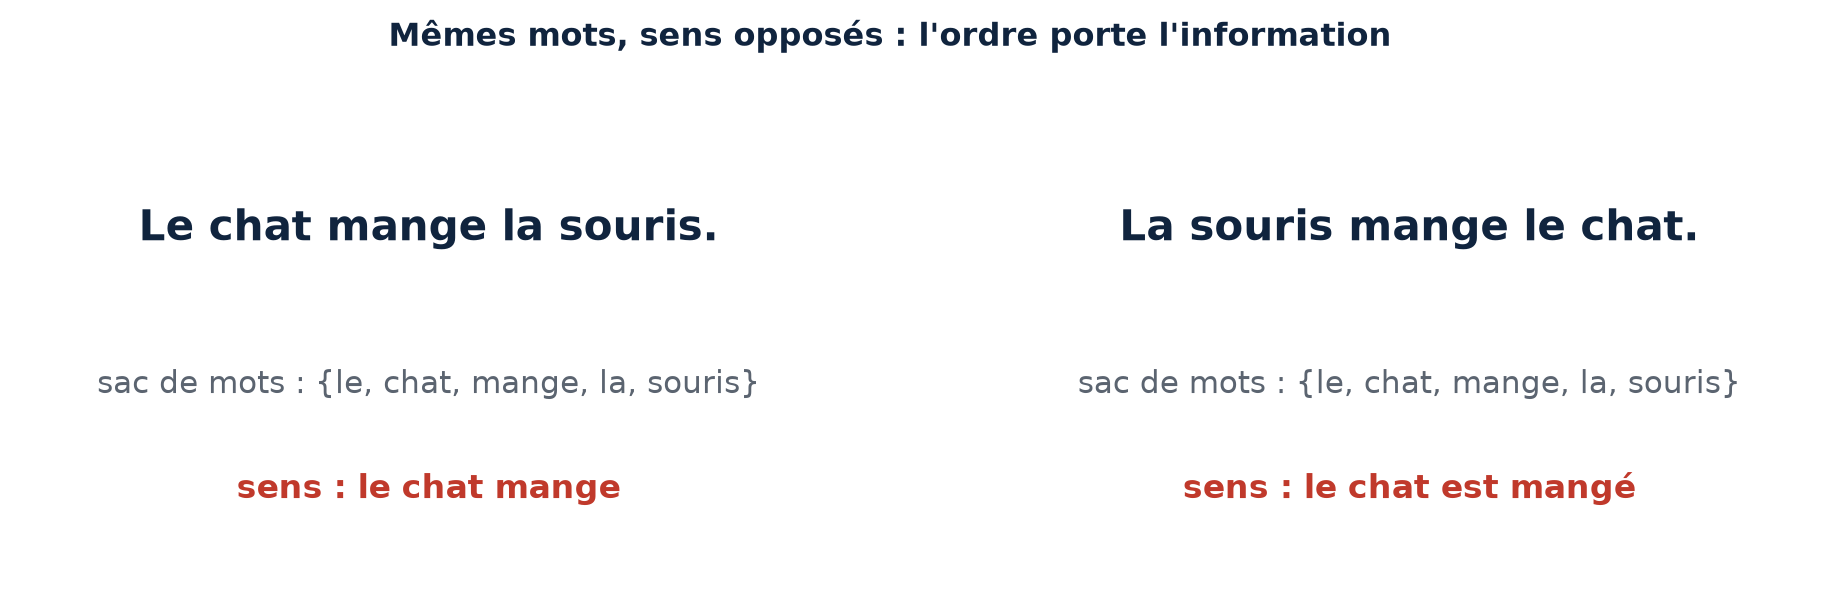 Mêmes mots, sens opposés : l'ordre porte l'information
Le chat mange la souris.
sac de mots : {le, chat, mange, la, souris}
sens : le chat mange
La souris mange le chat.
sac de mots : {le, chat, mange, la, souris}
sens : le chat est mangé